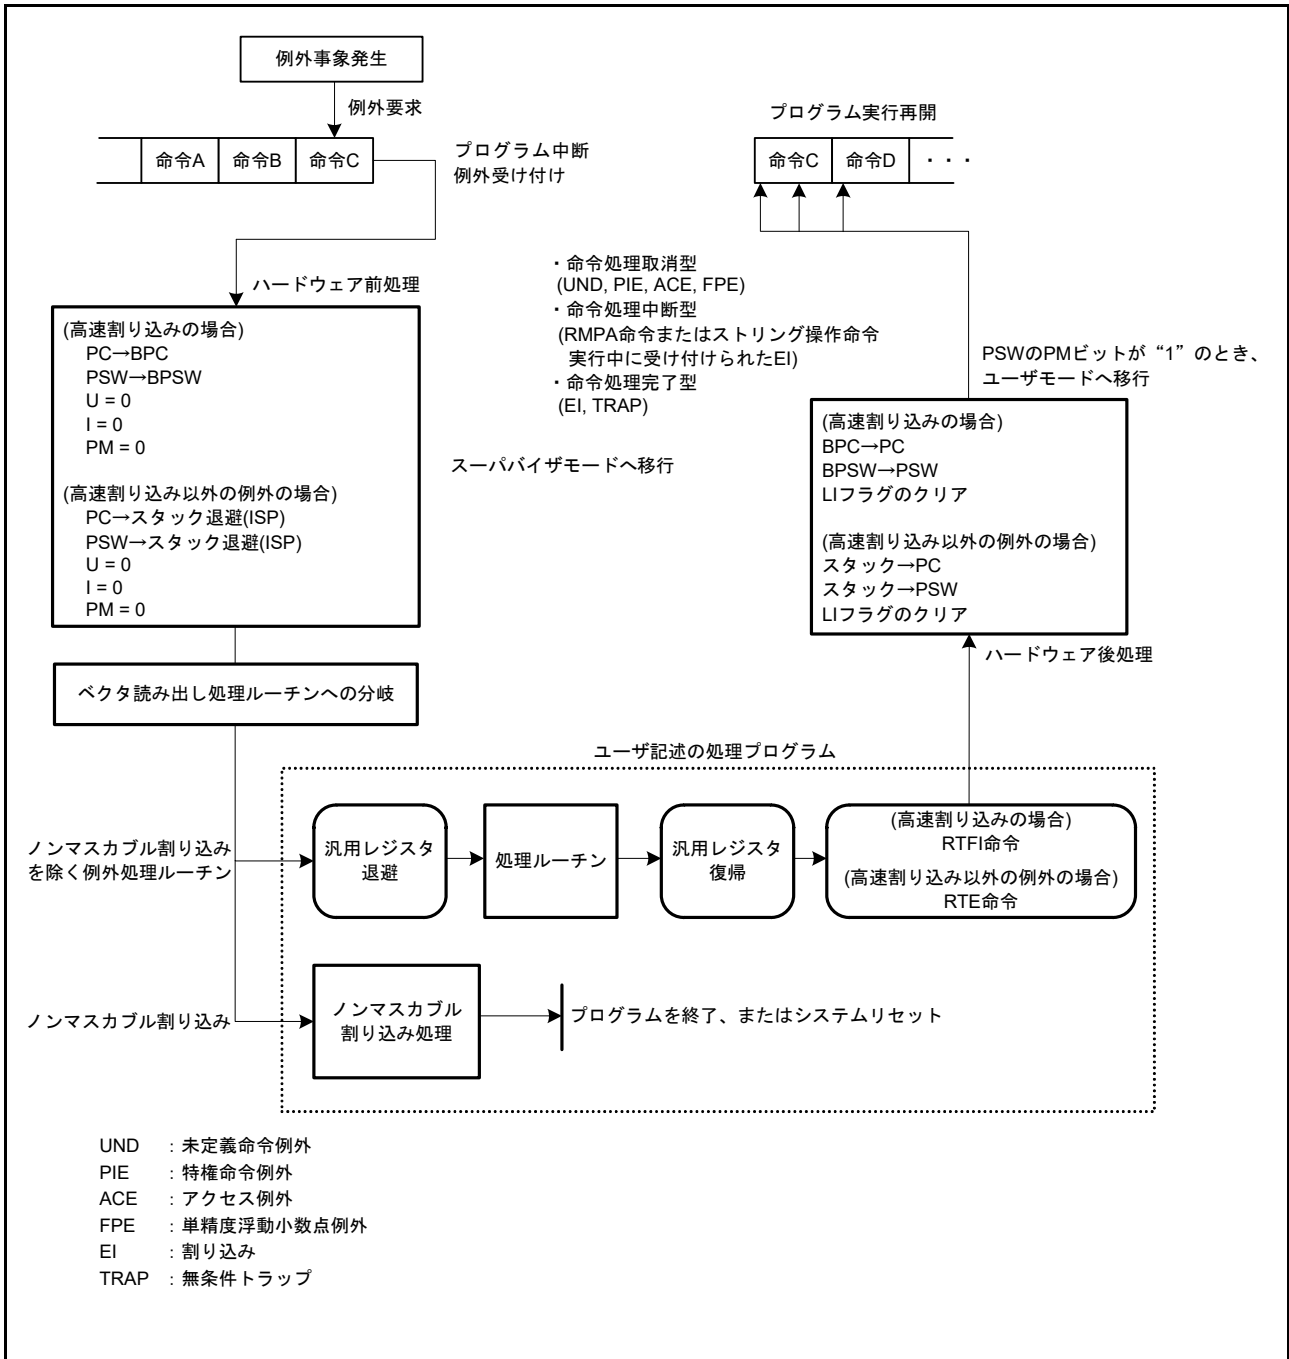 例外事象発生
例外要求
命令A 命令B 命令C
プログラム中断
例外受け付け
プログラム実行再開
命令C 命令D ・・・
ハードウェア前処理
(高速割り込みの場合)
PC→BPC
PSW→BPSW
U = 0
I = 0
PM = 0
(高速割り込み以外の例外の場合)
PC→スタック退避(ISP)
PSW→スタック退避(ISP)
U = 0
I = 0
PM = 0
・命令処理取消型
(UND, PIE, ACE, FPE)
・命令処理中断型
(RMPA命令またはストリング操作命令
実行中に受け付けられたEI)
・命令処理完了型
(EI, TRAP)
スーパバイザモードへ移行
PSWのPMビットが“1”のとき、
ユーザモードへ移行
(高速割り込みの場合)
BPC→PC
BPSW→PSW
LIフラグのクリア
(高速割り込み以外の例外の場合)
スタック→PC
スタック→PSW
LIフラグのクリア
ハードウェア後処理
ベクタ読み出し処理ルーチンへの分岐
ユーザ記述の処理プログラム
ノンマスカブル割り込み
を除く例外処理ルーチン
汎用レジスタ
退避
処理ルーチン
汎用レジスタ
復帰
(高速割り込みの場合)
RTFI命令
(高速割り込み以外の例外の場合)
RTE命令
ノンマスカブル割り込み
ノンマスカブル
割り込み処理
プログラムを終了、またはシステムリセット
UND : 未定義命令例外
PIE : 特権命令例外
ACE : アクセス例外
FPE : 単精度浮動小数点例外
EI : 割り込み
TRAP : 無条件トラップ